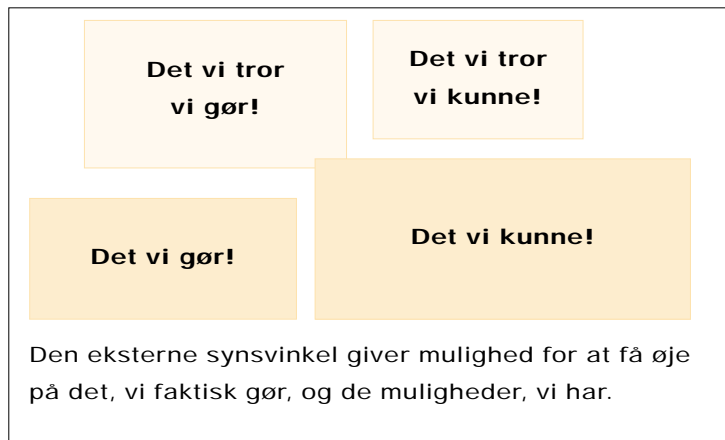 Det vi tror
vi gør!
Det vi tror
vi kunne!
Det vi gør!
Det vi kunne!
Den eksterne synsvinkel giver mulighed for at få øje
på det, vi faktisk gør, og de muligheder, vi har.